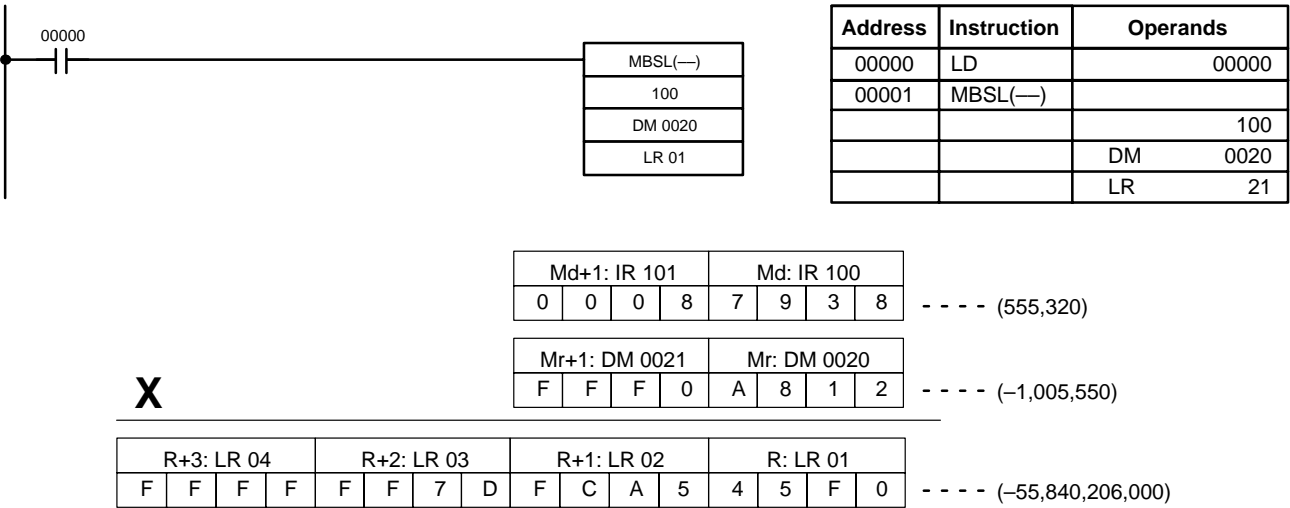 00000
MBSL(––)
100
DM 0020
LR 01
Address Instruction Operands
00000 LD 00000
00001 MBSL(––)
100
DM 0020
LR 21
Md+1: IR 101 Md: IR 100
0 0 0 8 7 9 3 8 - - - - (555,320)
Mr+1: DM 0021 Mr: DM 0020
X F F F 0 A 8 1 2 - - - - (–1,005,550)
R+3: LR 04 R+2: LR 03 R+1: LR 02 R: LR 01
F F F F F F 7 D F C A 5 4 5 F 0 - - - - (–55,840,206,000)